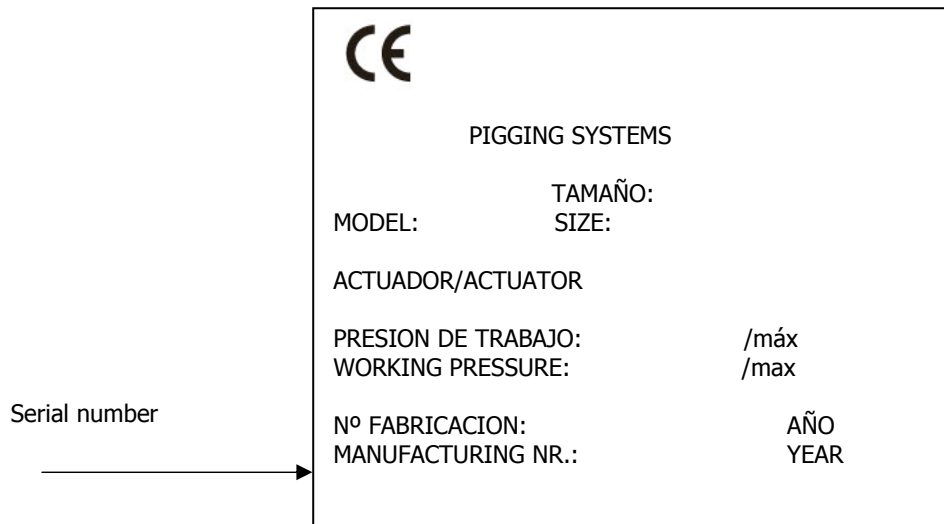 CE
PIGGING SYSTEMS
TAMAÑO:
MODEL: SIZE:
ACTUADOR/ACTUATOR
PRESION DE TRABAJO: /máx
WORKING PRESSURE: /max
Serial number
Nº FABRICACION: AÑO
MANUFACTURING NR.: YEAR